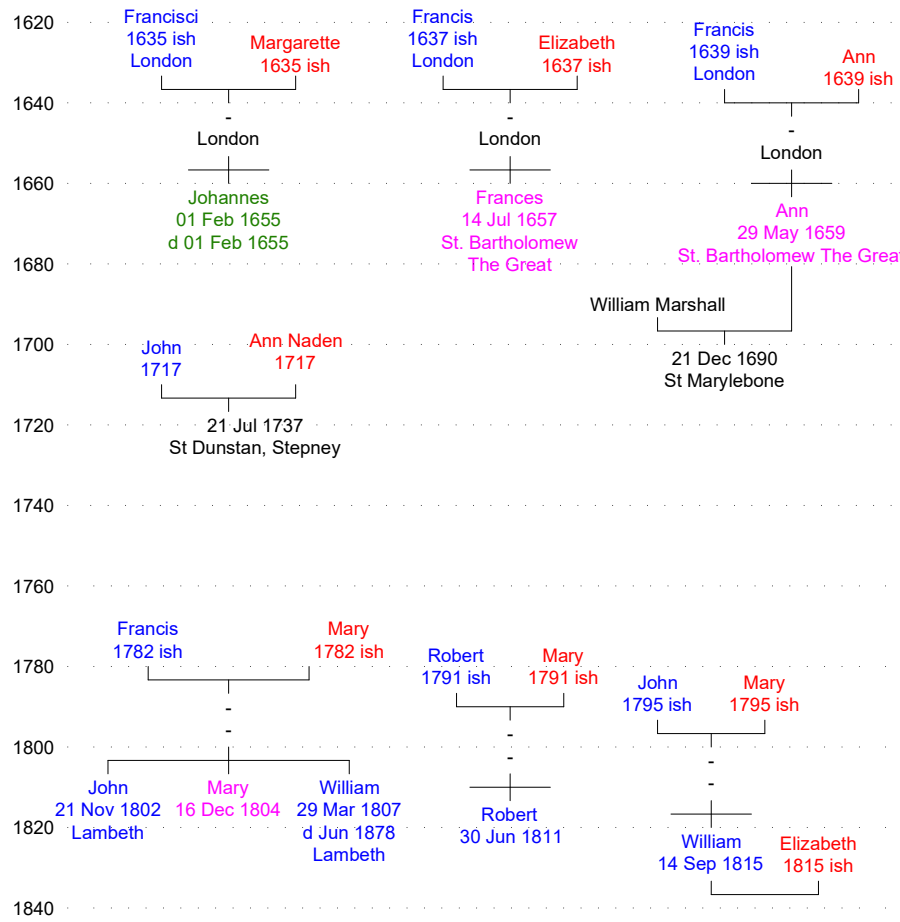 1620
Francisci
1635 ish
London
Margarette
1635 ish
Francis
1637 ish
London
Elizabeth
1637 ish
Francis
1639 ish
London
Ann
1639 ish
1640
-
London
-
London
-
London
1660
Johannes
01 Feb 1655
d 01 Feb 1655
Frances
14 Jul 1657
St. Bartholomew
The Great
Ann
29 May 1659
St. Bartholomew The Great
1680
William Marshall
1700
John
1717
Ann Naden
1717
21 Dec 1690
St Marylebone
1720
21 Jul 1737
St Dunstan, Stepney
1740
1760
Francis
1782 ish
Mary
1782 ish
Robert
1791 ish
Mary
1791 ish
John
1795 ish
Mary
1795 ish
1780
-
-
-
-
-
-
1800
John
21 Nov 1802
Lambeth
Mary
16 Dec 1804
William
29 Mar 1807
d Jun 1878
Lambeth
Robert
30 Jun 1811
1820
William
14 Sep 1815
Elizabeth
1815 ish
1840